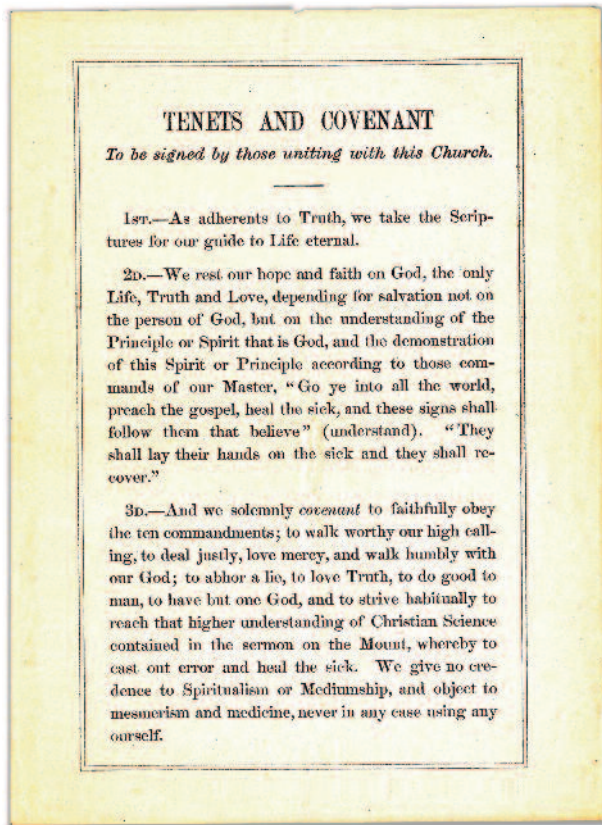 TENETS AND COVENANT
To be signed by those uniting with this Church.
1ST.—As adherents to Truth, we take the Scrip-
tures for our guide to Life eternal.
2D.—We rest our hope and faith on God, the only
Life, Truth and Love, depending for salvation not on
the person of God, but on the understanding of the
Principle or Spirit that is God, and the demonstration
of this Spirit or Principle according to those com-
mands of our Master, “Go ye into all the world,
preach the gospel, heal the sick, and these signs shall
follow them that believe” (understand). “They
shall lay their hands on the sick and they shall re-
cover.”
3D.—And we solemnly covenant to faithfully obey
the ten commandments; to walk worthy our high call-
ing, to deal justly, love mercy, and walk humbly with
our God; to abhor a lie, to love Truth, to do good to
man, to have but one God, and to strive habitually to
reach that higher understanding of Christian Science
contained in the sermon on the Mount, whereby to
cast out error and heal the sick. We give no cre-
dence to Spiritualism or Mediumship, and object to
mesmerism and medicine, never in any case using any
ourself.